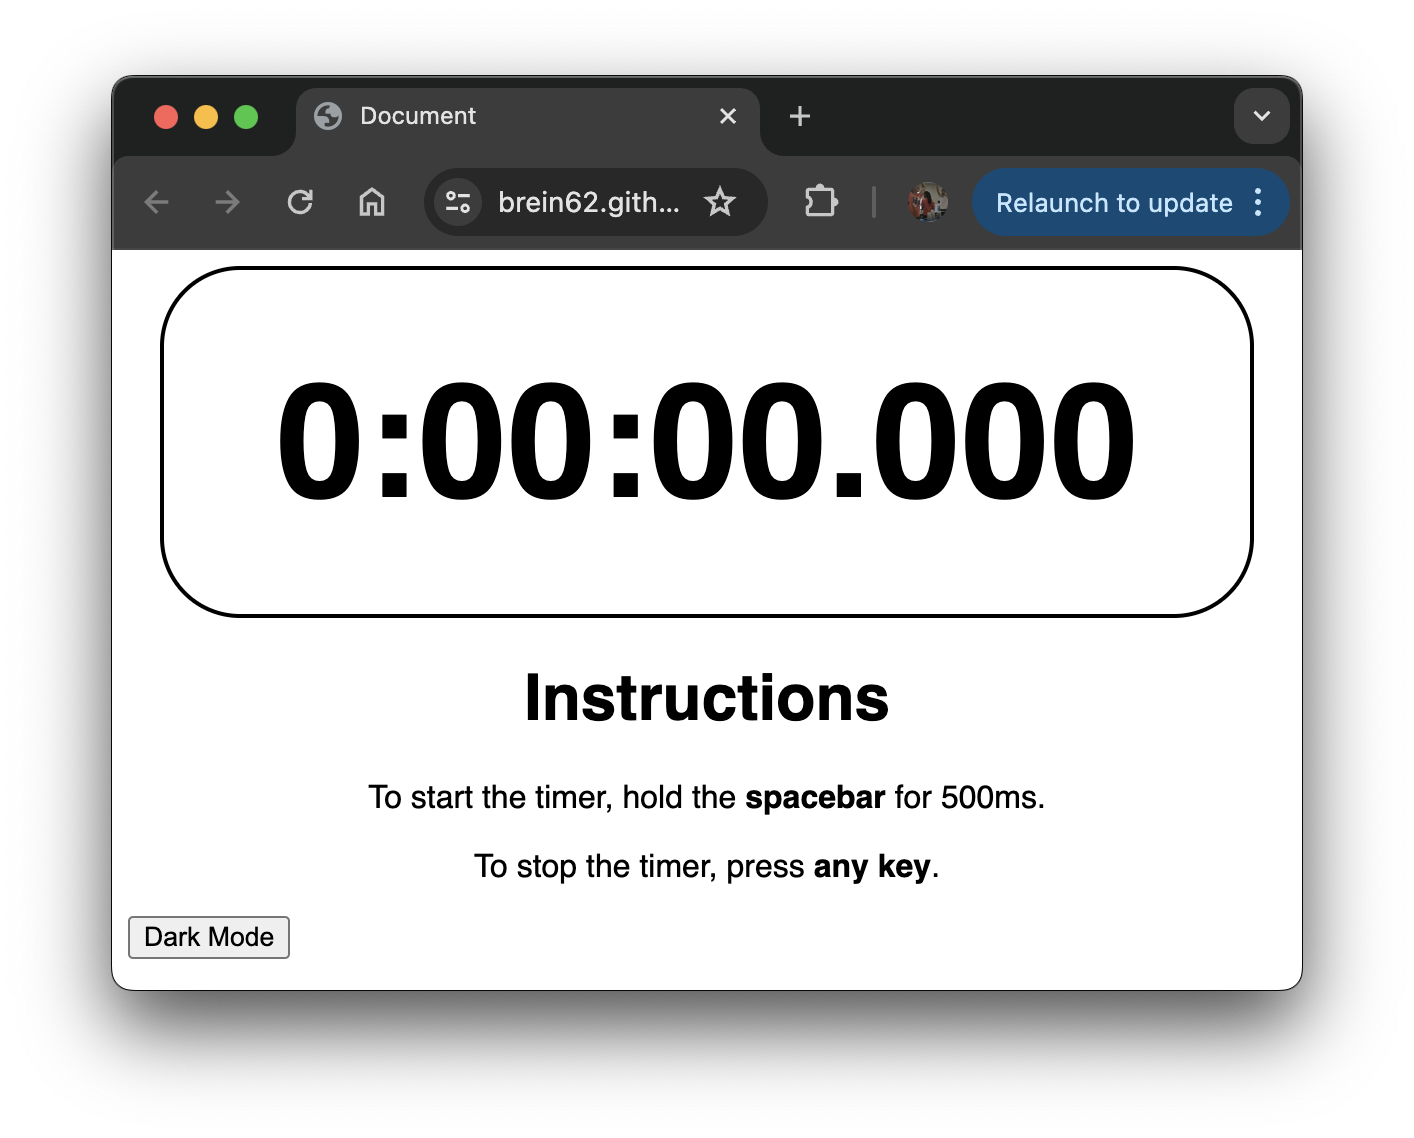 Document
brein62.gith...
Relaunch to update
0:00:00.000
Instructions
To start the timer, hold the spacebar for 500ms.
To stop the timer, press any key.
Dark Mode